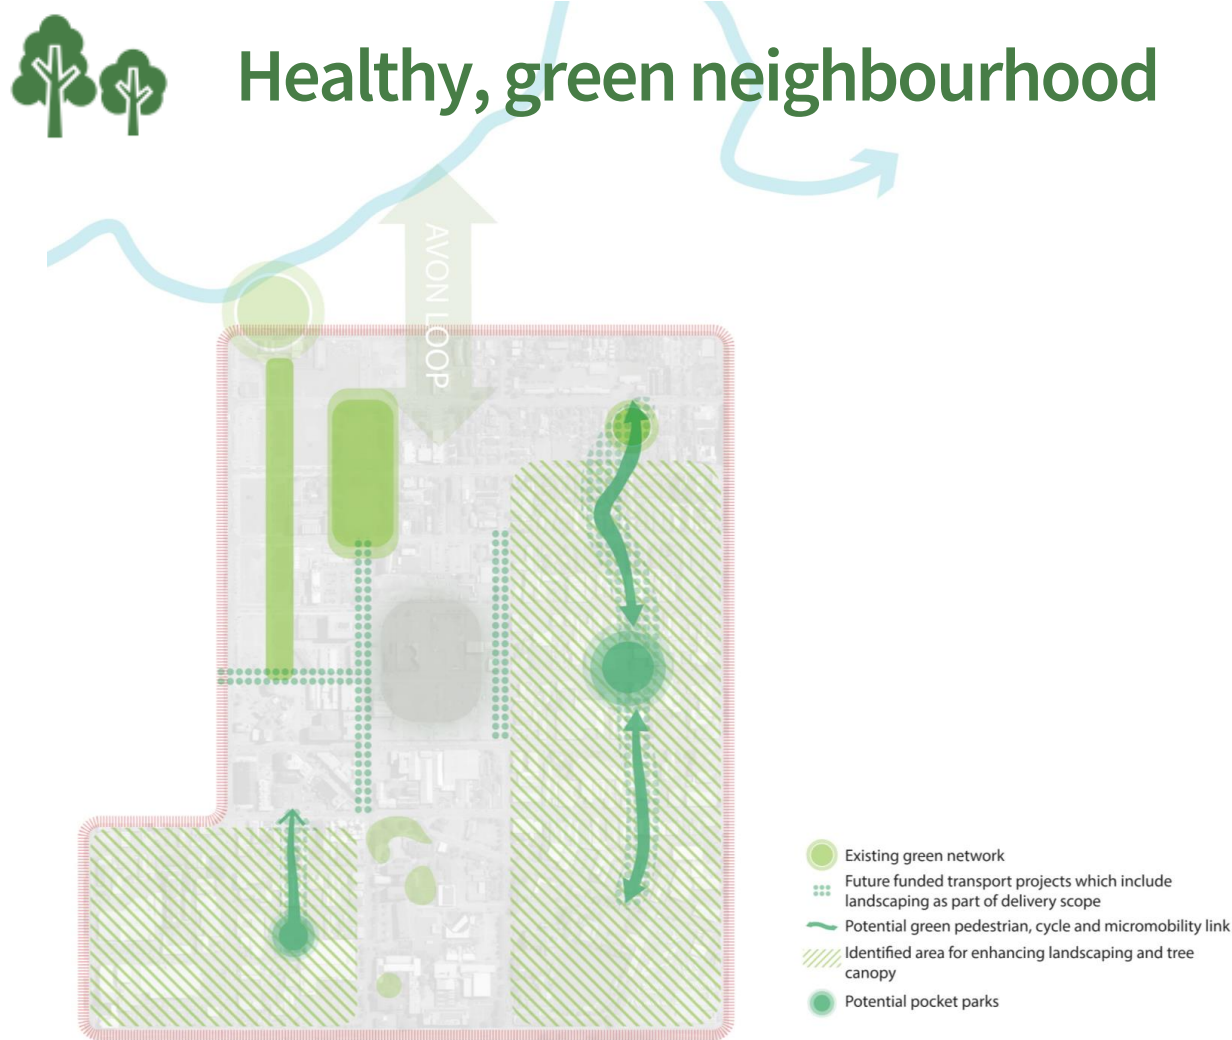 Healthy, green neighbourhood
AVON LOOP
Existing green network
Future funded transport projects which include
landscaping as part of delivery scope
Potential green pedestrian, cycle and micromobility link
Identified area for enhancing landscaping and tree
canopy
Potential pocket parks